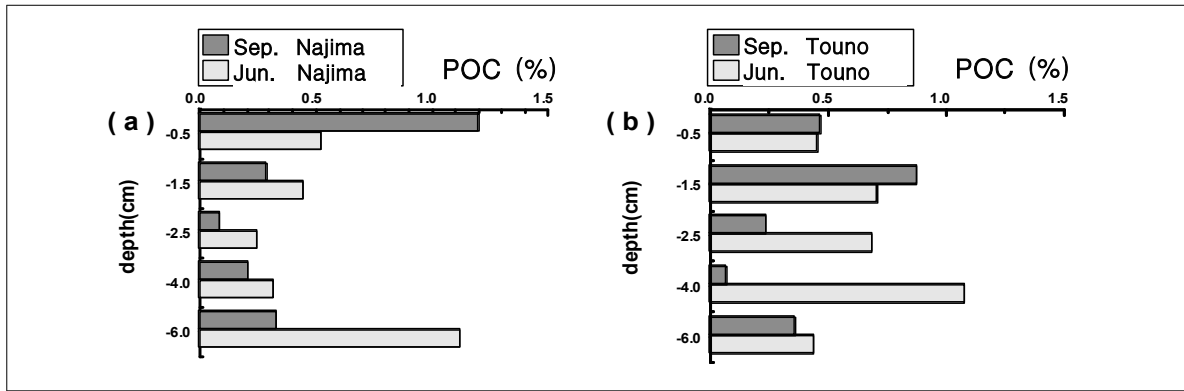 Sep. Najima
Jun. Najima
POC (%)
0.0 0.5 1.0 1.5
( a )
-0.5
-1.5
-2.5
-4.0
-6.0
depth(cm)
Sep. Touno
Jun. Touno
POC (%)
0.0 0.5 1.0 1.5
( b )
-0.5
-1.5
-2.5
-4.0
-6.0
depth(cm)